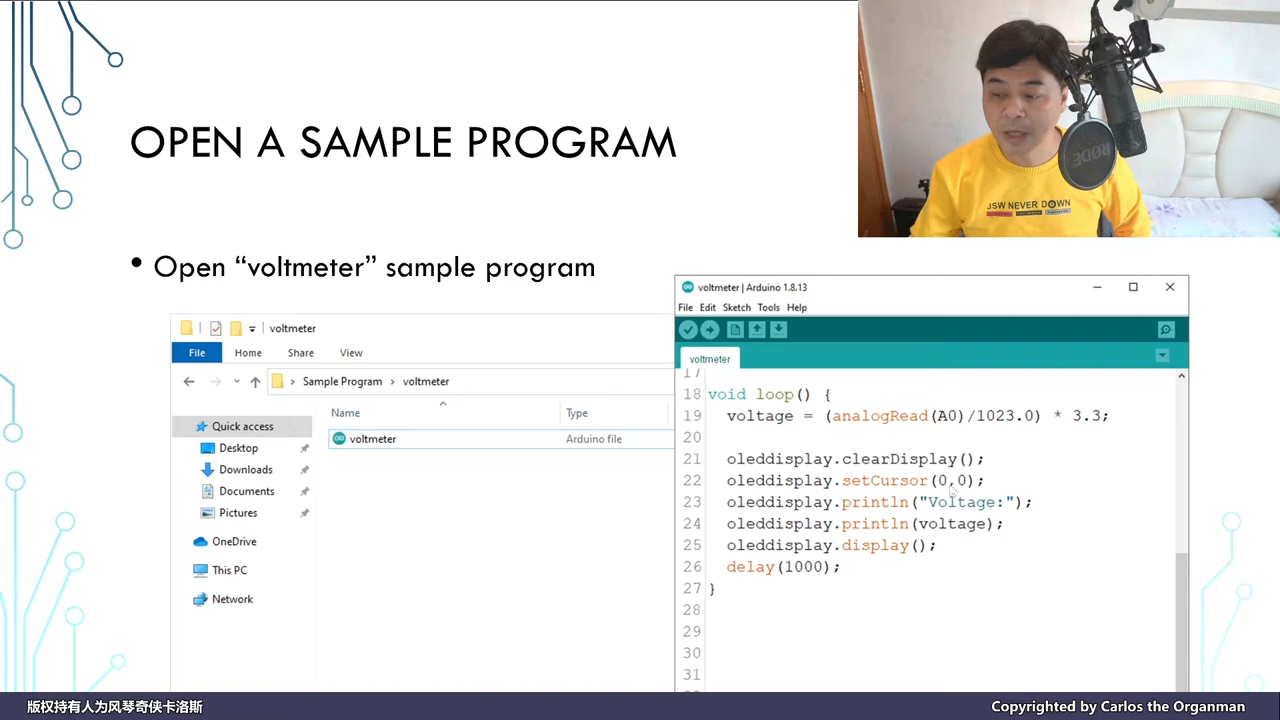 OPEN A SAMPLE PROGRAM
RØDE
JSW NEVER DOWN
• Open “voltmeter” sample program
voltmeter
File Home Share View
Sample Program > voltmeter
Name Type
Quick access
voltmeter Arduino file
Desktop
Downloads
Documents
Pictures
OneDrive
This PC
Network
voltmeter | Arduino 1.8.13
File Edit Sketch Tools Help
voltmeter
17
18 void loop() {
19 voltage = (analogRead(A0)/1023.0) * 3.3;
20
21 oleddisplay.clearDisplay();
22 oleddisplay.setCursor(0,0);
23 oleddisplay.println("Voltage:");
24 oleddisplay.println(voltage);
25 oleddisplay.display();
26 delay(1000);
27 }
28
29
30
31
版权持有人为风琴奇侠卡洛斯
Copyrighted by Carlos the Organman